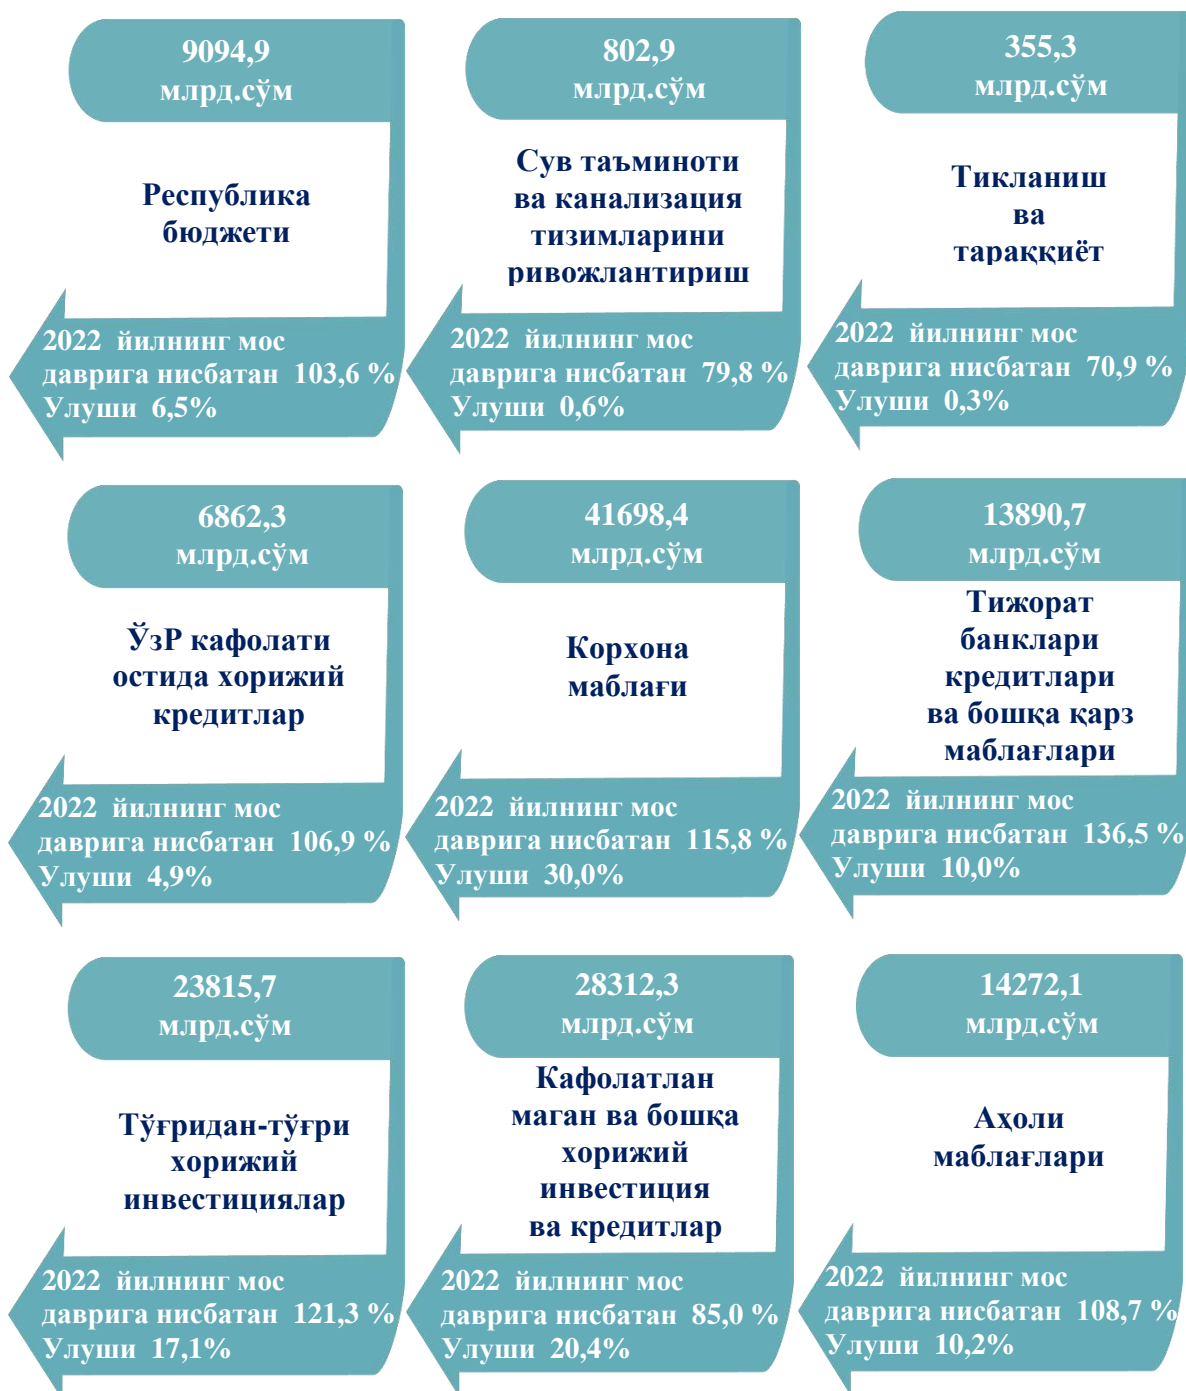 9094,9
млрд.сўм
Республика
бюджети
2022 йилнинг мос
даврига нисбатан 103,6 %
Улуши 6,5%
802,9
млрд.сўм
Сув таъминоти
ва канализация
тизимларини
ривожлантириш
2022 йилнинг мос
даврига нисбатан 79,8 %
Улуши 0,6%
355,3
млрд.сўм
Тикланиш
ва
тараққиёт
2022 йилнинг мос
даврига нисбатан 70,9 %
Улуши 0,3%
6862,3
млрд.сўм
ЎзР кафолати
остида хорижий
кредитлар
2022 йилнинг мос
даврига нисбатан 106,9 %
Улуши 4,9%
41698,4
млрд.сўм
Корхона
маблағи
2022 йилнинг мос
даврига нисбатан 115,8 %
Улуши 30,0%
13890,7
млрд.сўм
Тижорат
банклари
кредитлари
ва бошқа қарз
маблағлари
2022 йилнинг мос
даврига нисбатан 136,5 %
Улуши 10,0%
23815,7
млрд.сўм
Тўғридан-тўғри
хорижий
инвестициялар
2022 йилнинг мос
даврига нисбатан 121,3 %
Улуши 17,1%
28312,3
млрд.сўм
Кафолатлан
маган ва бошқа
хорижий
инвестиция
ва кредитлар
2022 йилнинг мос
даврига нисбатан 85,0 %
Улуши 20,4%
14272,1
млрд.сўм
Аҳоли
маблағлари
2022 йилнинг мос
даврига нисбатан 108,7 %
Улуши 10,2%